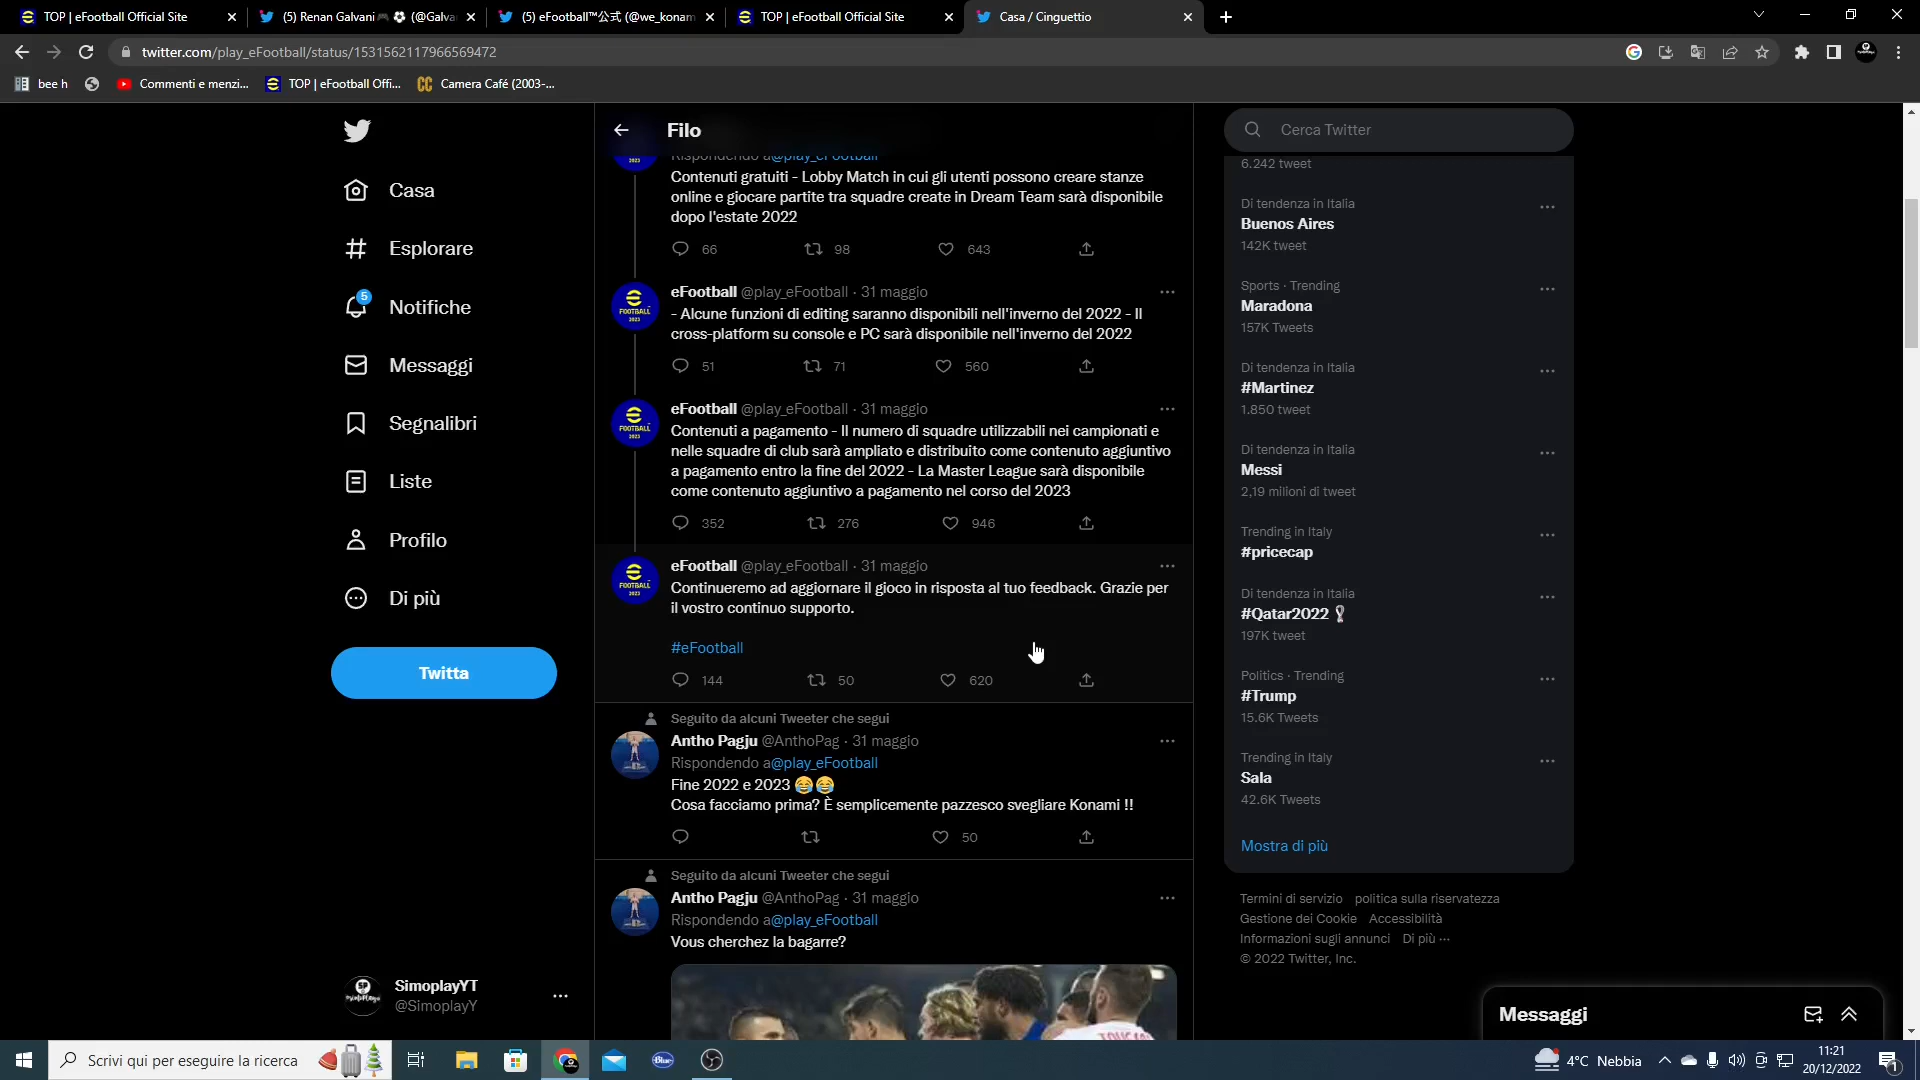 TOP | eFootball Official Site
(5) Renan Galvani🎮⚽ (@Galva
(5) eFootball™公式 (@we_konam
TOP | eFootball Official Site
Casa / Cinguettio
twitter.com/play_eFootball/status/1531562117966569472
bee h
Commenti e menzi...
TOP | eFootball Offi...
Camera Café (2003-...
Casa
Esplorare
5
Notifiche
Messaggi
Segnalibri
Liste
Profilo
Di più
Twitta
SimoplayYT
@SimoplayY
Filo
Rispondendo a@play_eFootball
Contenuti gratuiti - Lobby Match in cui gli utenti possono creare stanze
online e giocare partite tra squadre create in Dream Team sarà disponibile
dopo l'estate 2022
66 98 643
eFootball @play_eFootball · 31 maggio
- Alcune funzioni di editing saranno disponibili nell'inverno del 2022 - Il
cross-platform su console e PC sarà disponibile nell'inverno del 2022
51 71 560
eFootball @play_eFootball · 31 maggio
Contenuti a pagamento - Il numero di squadre utilizzabili nei campionati e
nelle squadre di club sarà ampliato e distribuito come contenuto aggiuntivo
a pagamento entro la fine del 2022 - La Master League sarà disponibile
come contenuto aggiuntivo a pagamento nel corso del 2023
352 276 946
eFootball @play_eFootball · 31 maggio
Continueremo ad aggiornare il gioco in risposta al tuo feedback. Grazie per
il vostro continuo supporto.
#eFootball
144 50 620
Seguito da alcuni Tweeter che segui
Antho Pagju @AnthoPag · 31 maggio
Rispondendo a@play_eFootball
Fine 2022 e 2023 😂😂
Cosa facciamo prima? È semplicemente pazzesco svegliare Konami !!
50
Seguito da alcuni Tweeter che segui
Antho Pagju @AnthoPag · 31 maggio
Rispondendo a@play_eFootball
Vous cherchez la bagarre?
Cerca Twitter
6.242 tweet
Di tendenza in Italia
Buenos Aires
142K tweet
Sports · Trending
Maradona
157K Tweets
Di tendenza in Italia
#Martinez
1.850 tweet
Di tendenza in Italia
Messi
2,19 milioni di tweet
Trending in Italy
#pricecap
Di tendenza in Italia
#Qatar2022
197K tweet
Politics · Trending
#Trump
15.6K Tweets
Trending in Italy
Sala
42.6K Tweets
Mostra di più
Termini di servizio politica sulla riservatezza
Gestione dei Cookie Accessibilità
Informazioni sugli annunci Di più ···
© 2022 Twitter, Inc.
Messaggi
Scrivi qui per eseguire la ricerca
4°C Nebbia
11:21
20/12/2022
1